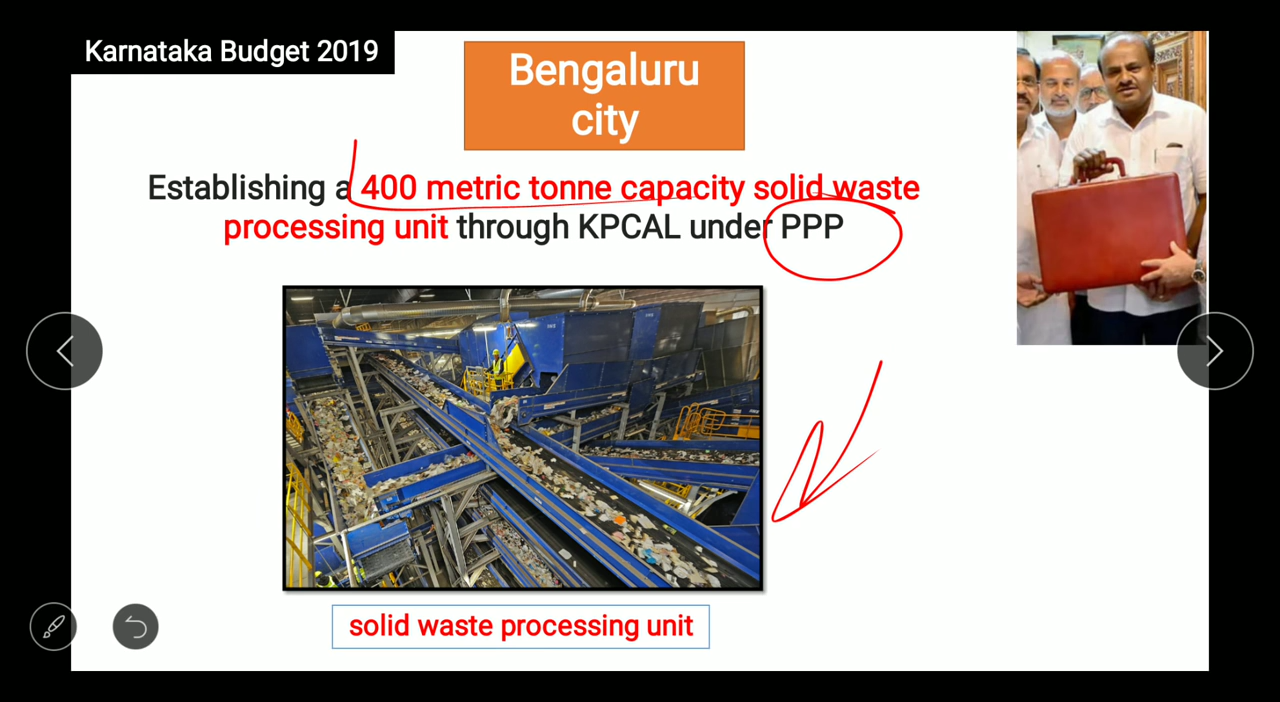 Karnataka Budget 2019
Bengaluru
city
Establishing a 400 metric tonne capacity solid waste
processing unit through KPCAL under PPP
solid waste processing unit